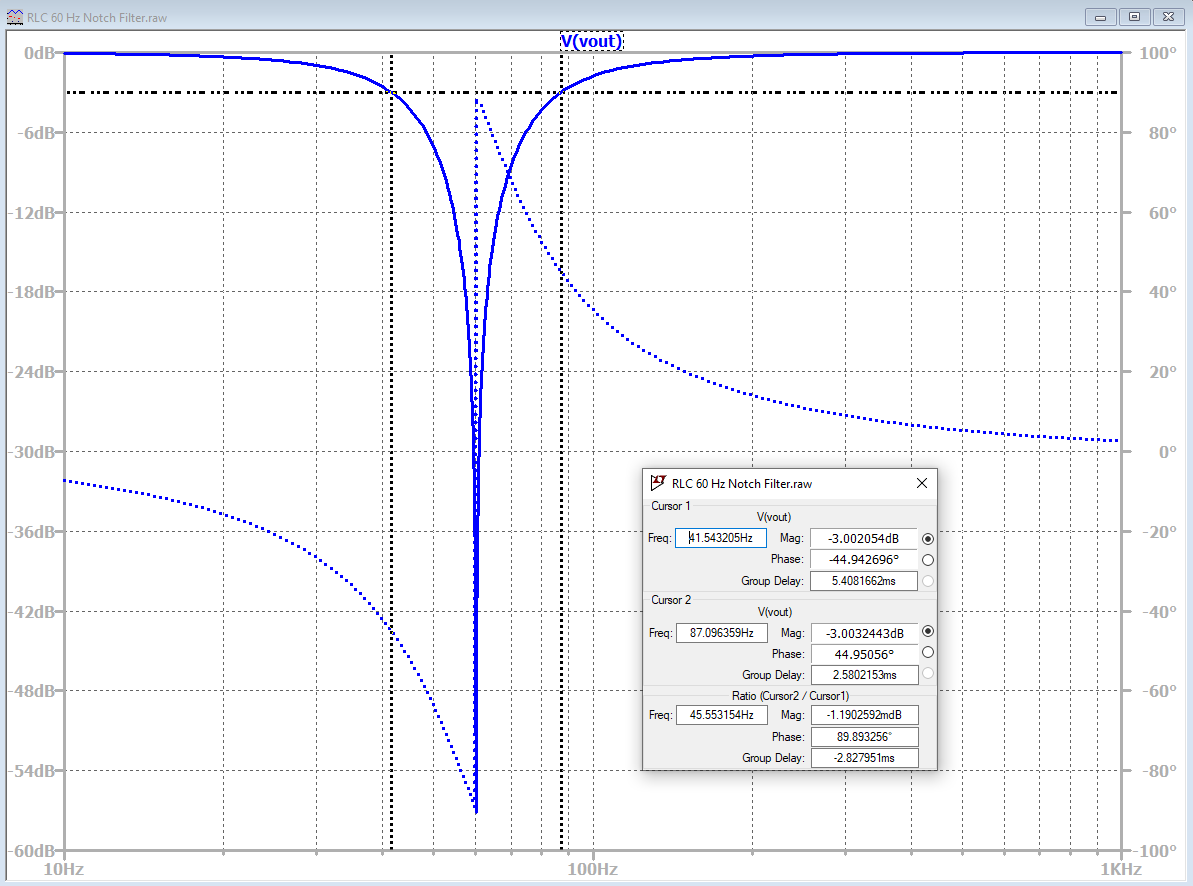 RLC 60 Hz Notch Filter.raw
V(vout)
0dB
-6dB
-12dB
-18dB
-24dB
-30dB
-36dB
-42dB
-48dB
-54dB
-60dB
100°
80°
60°
40°
20°
0°
-20°
-40°
-60°
-80°
-100°
10Hz
100Hz
1KHz
RLC 60 Hz Notch Filter.raw
Cursor 1
V(vout)
Freq: 41.543205Hz Mag: -3.002054dB
Phase: -44.942696°
Group Delay: 5.4081662ms
Cursor 2
V(vout)
Freq: 87.096359Hz Mag: -3.0032443dB
Phase: 44.95056°
Group Delay: 2.5802153ms
Ratio (Cursor2 / Cursor1)
Freq: 45.553154Hz Mag: -1.1902592mdB
Phase: 89.893256°
Group Delay: -2.827951ms